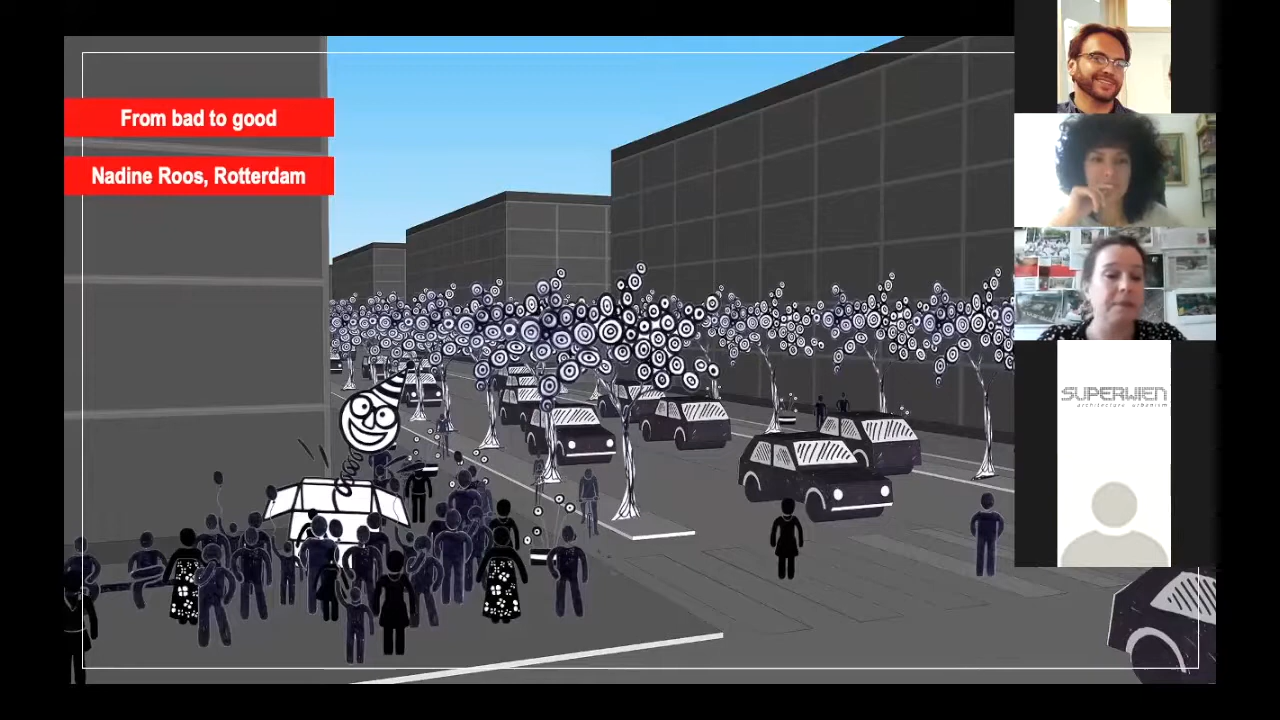 From bad to good
Nadine Roos, Rotterdam
SUPERWIEN
architecture urbanism